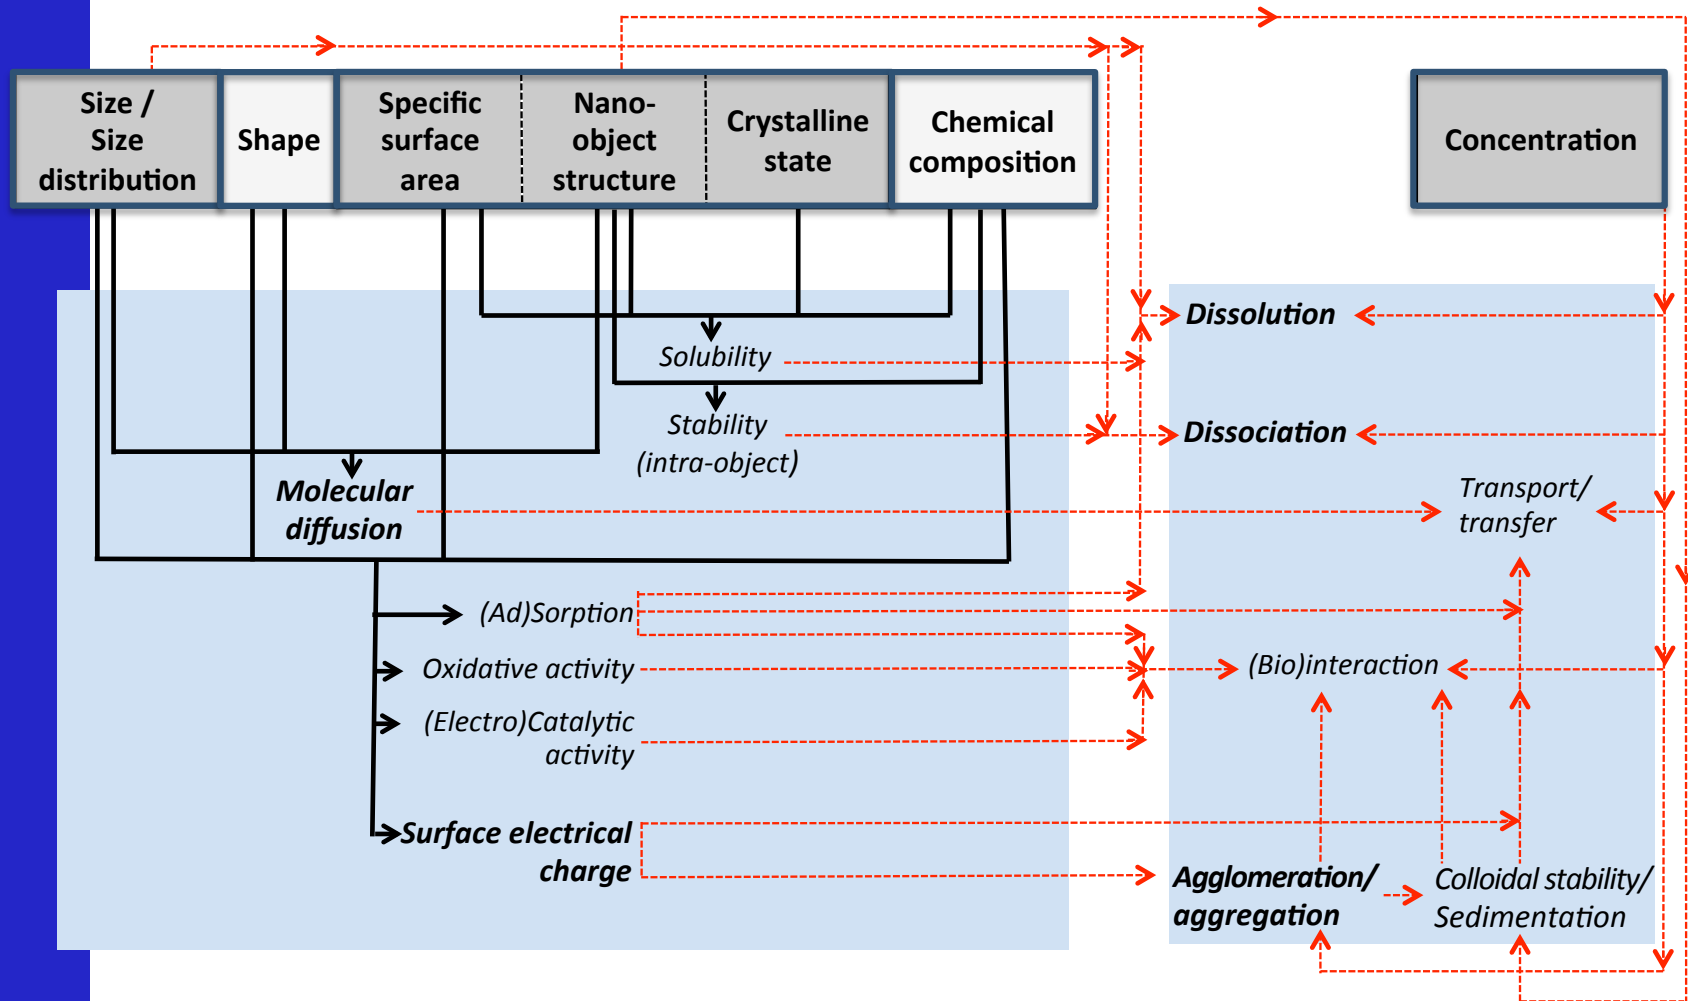 Size /
Size
distribution
Shape
Specific
surface
area
Nano-
object
structure
Crystalline
state
Chemical
composition
Concentration
Solubility
Stability
(intra-object)
Molecular
diffusion
(Ad)Sorption
Oxidative activity
(Electro)Catalytic
activity
Surface electrical
charge
Dissolution
Dissociation
Transport/
transfer
(Bio)interaction
Agglomeration/
aggregation
Colloidal stability/
Sedimentation